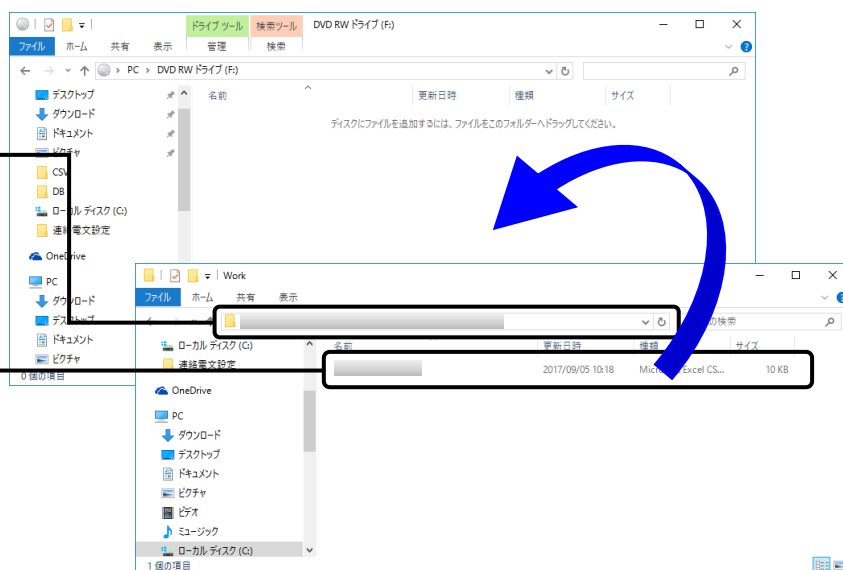 ドライブ ツール 検索ツール DVD RW ドライブ (F:)
ファイル ホーム 共有 表示 管理 検索
PC › DVD RW ドライブ (F:)
名前 更新日時 種類 サイズ
ディスクにファイルを追加するには、ファイルをこのフォルダーへドラッグしてください。
デスクトップ
ダウンロード
ドキュメント
ピクチャ
CSV
DB
ローカル ディスク (C:)
連絡電文設定
OneDrive
PC
ダウンロード
デスクトップ
ドキュメント
ピクチャ
0 個の項目
Work
ファイル ホーム 共有 表示
の検索
名前 更新日時 種類 サイズ
2017/09/05 10:18 Excel CS... 10 KB
ローカル ディスク (C:)
連絡電文設定
OneDrive
PC
ダウンロード
デスクトップ
ドキュメント
ピクチャ
ビデオ
ミュージック
ローカル ディスク (C:)
1 個の項目